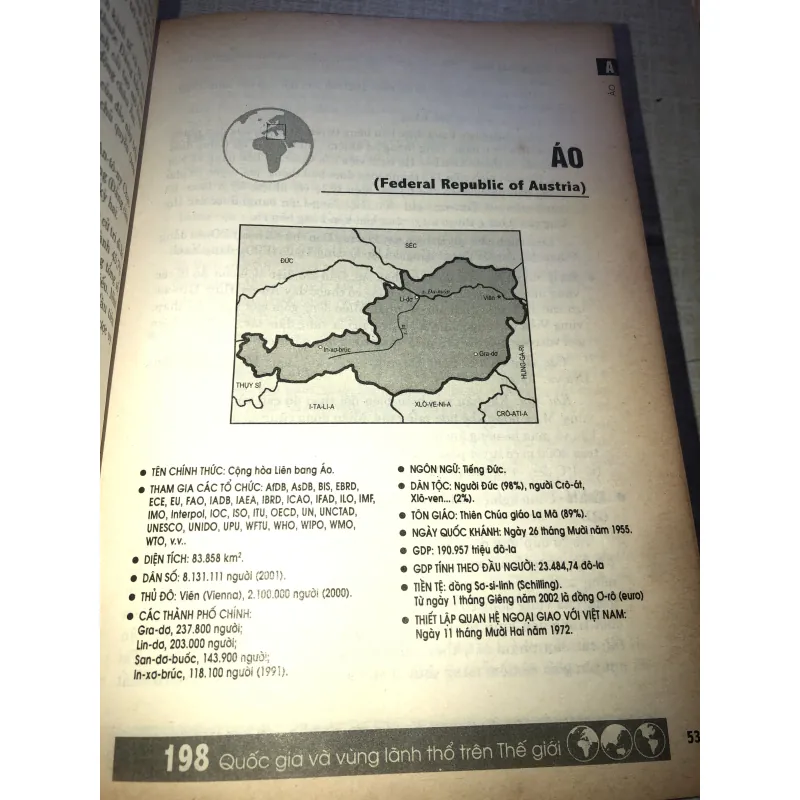 A
ÁO
ÁO
(Federal Republic of Austria)
SÉC
ĐỨC
Li-dơ
s. Đa-nuýp
Viên
In-xơ-brúc
Gra-dơ
HUNG-GA-RI
THỤY SĨ
I-TA-LI-A
XLÔ-VE-NI-A
CRÔ-ATI-A
● TÊN CHÍNH THỨC: Cộng hòa Liên bang Áo.
● THAM GIA CÁC TỔ CHỨC: AfDB, AsDB, BIS, EBRD,
ECE, EU, FAO, IADB, IAEA, IBRD, ICAO, IFAD, ILO, IMF,
IMO, Interpol, IOC, ISO, ITU, OECD, UN, UNCTAD,
UNESCO, UNIDO, UPU, WFTU, WHO, WIPO, WMO,
WTO, v.v..
● DIỆN TÍCH: 83.858 km².
● DÂN SỐ: 8.131.111 người (2001).
● THỦ ĐÔ: Viên (Vienna), 2.100.000 người (2000).
● CÁC THÀNH PHỐ CHÍNH:
Gra-dơ, 237.800 người;
Lin-dơ, 203.000 người;
San-dơ-buốc, 143.900 người;
In-xơ-brúc, 118.100 người (1991).
● NGÔN NGỮ: Tiếng Đức.
● DÂN TỘC: Người Đức (98%), người Crô-át,
Xlô-ven... (2%).
● TÔN GIÁO: Thiên Chúa giáo La Mã (89%).
● NGÀY QUỐC KHÁNH: Ngày 26 tháng Mười năm 1955.
● GDP: 190.957 triệu đô-la
● GDP TÍNH THEO ĐẦU NGƯỜI: 23.484,74 đô-la
● TIỀN TỆ: đồng Sơ-si-linh (Schilling).
Từ ngày 1 tháng Giêng năm 2002 là đồng Ơ-rô (euro)
● THIẾT LẬP QUAN HỆ NGOẠI GIAO VỚI VIỆT NAM:
Ngày 11 tháng Mười Hai năm 1972.
198 Quốc gia và vùng lãnh thổ trên Thế giới
53